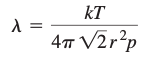 λ = kT / 4π √2 r²p